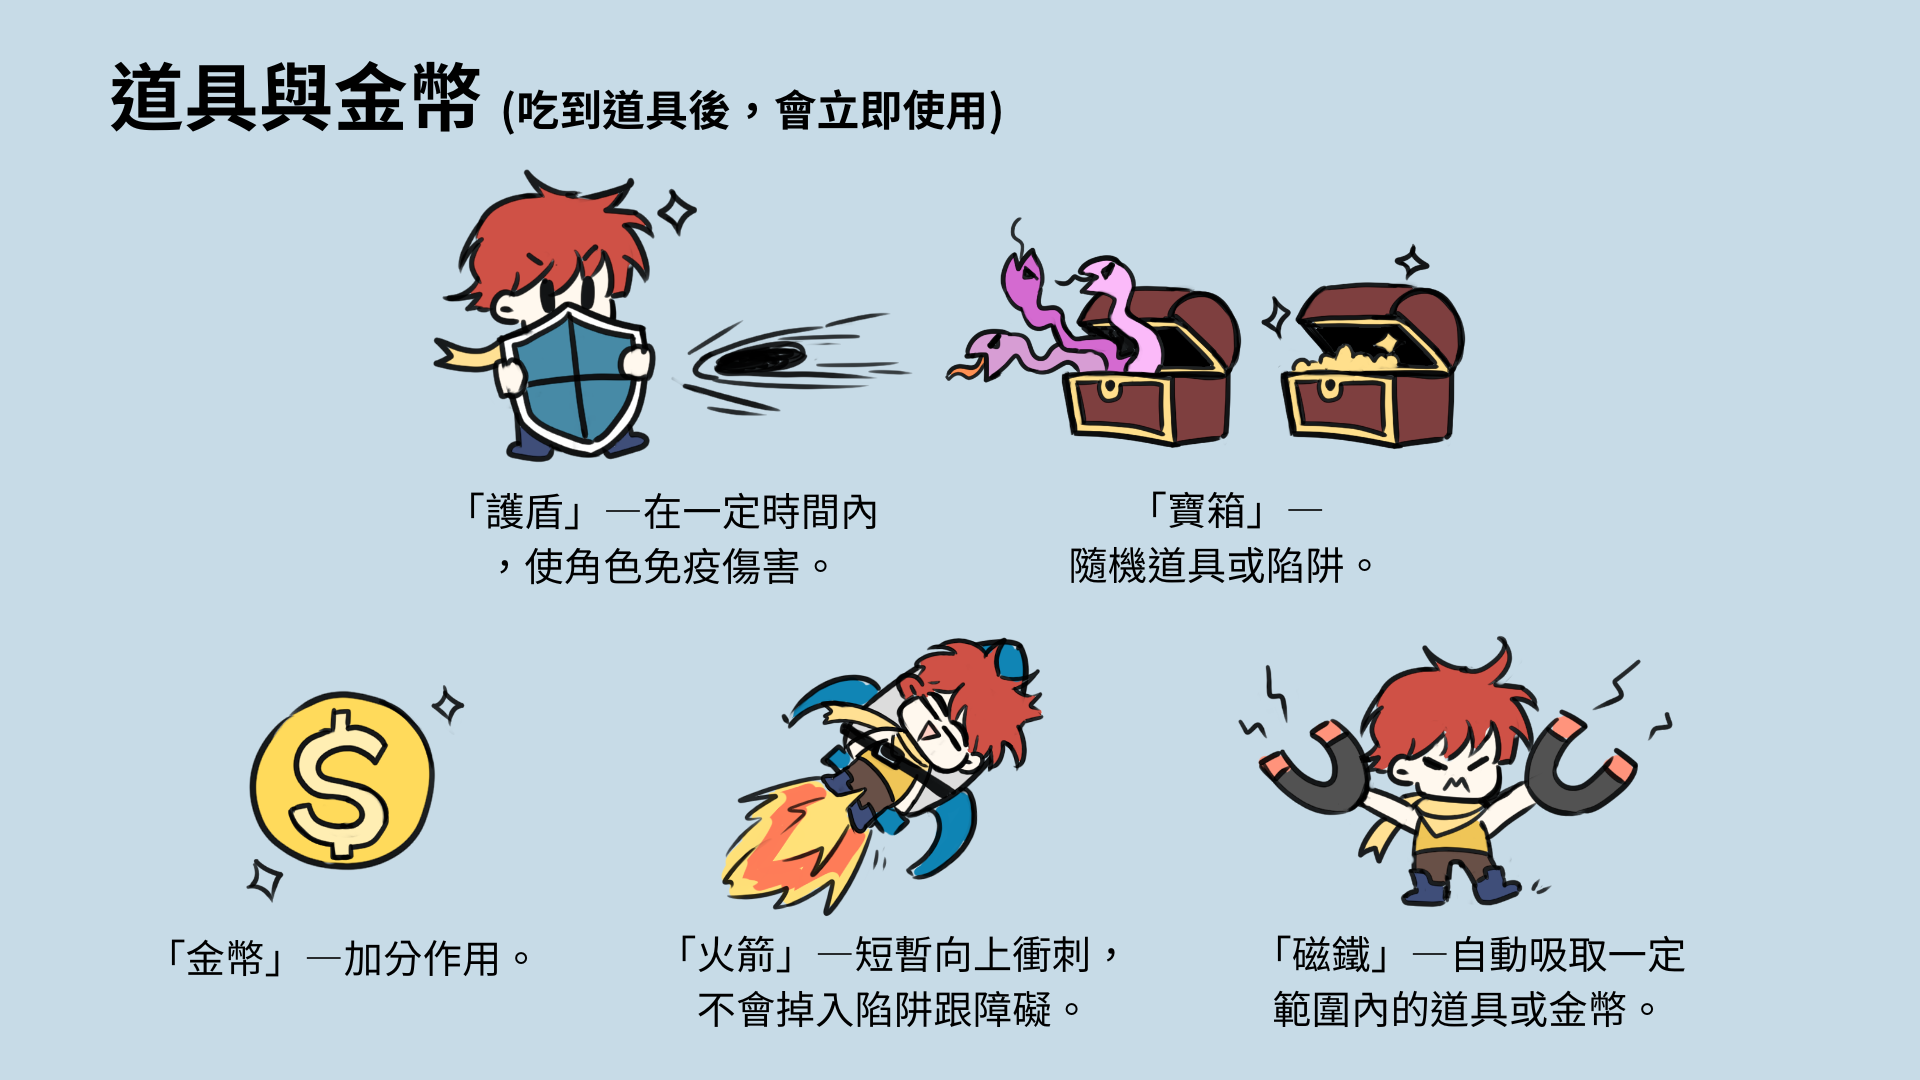 道具與金幣 (吃到道具後，會立即使用)
「護盾」—在一定時間內
，使角色免疫傷害。
「寶箱」—
隨機道具或陷阱。
$
「金幣」—加分作用。
「火箭」—短暫向上衝刺，
不會掉入陷阱跟障礙。
「磁鐵」—自動吸取一定
範圍內的道具或金幣。